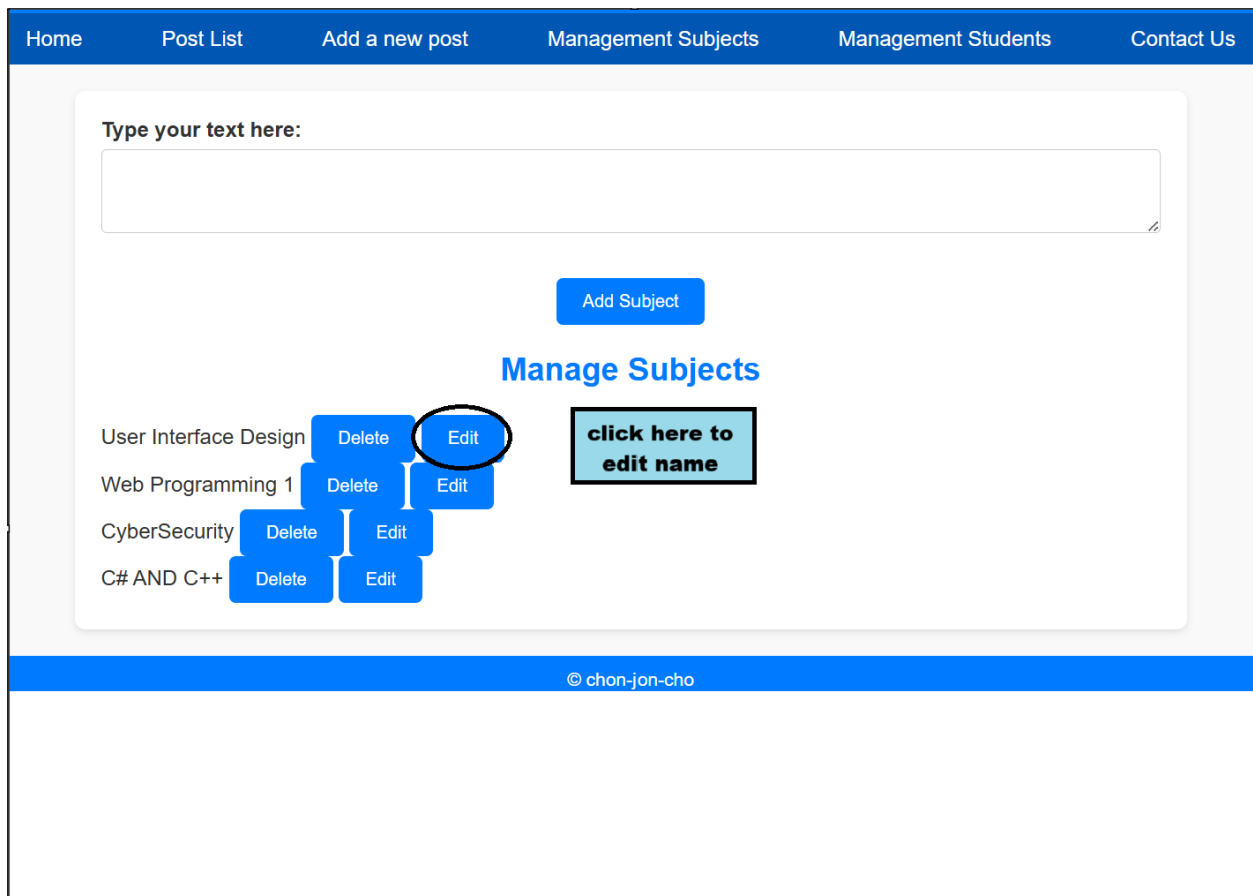 Home Post List Add a new post Management Subjects Management Students Contact Us
Type your text here:
Add Subject
Manage Subjects
User Interface Design Delete Edit
click here to
edit name
Web Programming 1 Delete Edit
CyberSecurity Delete Edit
C# AND C++ Delete Edit
© chon-jon-cho